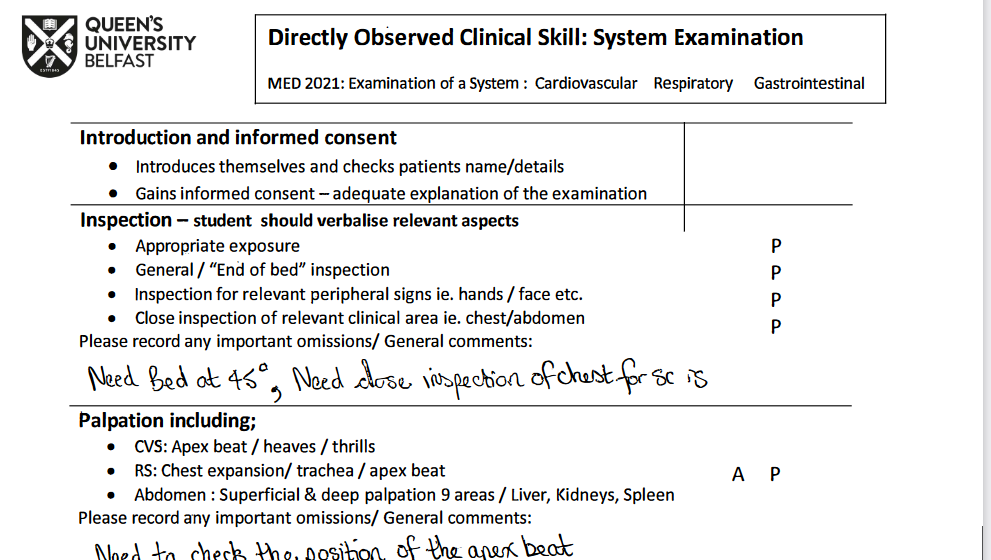 QUEEN'S
UNIVERSITY
BELFAST
Directly Observed Clinical Skill: System Examination
MED 2021: Examination of a System : Cardiovascular Respiratory Gastrointestinal
Introduction and informed consent
• Introduces themselves and checks patients name/details
• Gains informed consent – adequate explanation of the examination
Inspection – student should verbalise relevant aspects
• Appropriate exposure P
• General / "End of bed" inspection P
• Inspection for relevant peripheral signs ie. hands / face etc. P
• Close inspection of relevant clinical area ie. chest/abdomen P
Please record any important omissions/ General comments:
Need Bed at 45°, Need close inspection of chest for sc is
Palpation including;
• CVS: Apex beat / heaves / thrills
• RS: Chest expansion/ trachea / apex beat A P
• Abdomen : Superficial & deep palpation 9 areas / Liver, Kidneys, Spleen
Please record any important omissions/ General comments:
Need to check the position of the apex beat